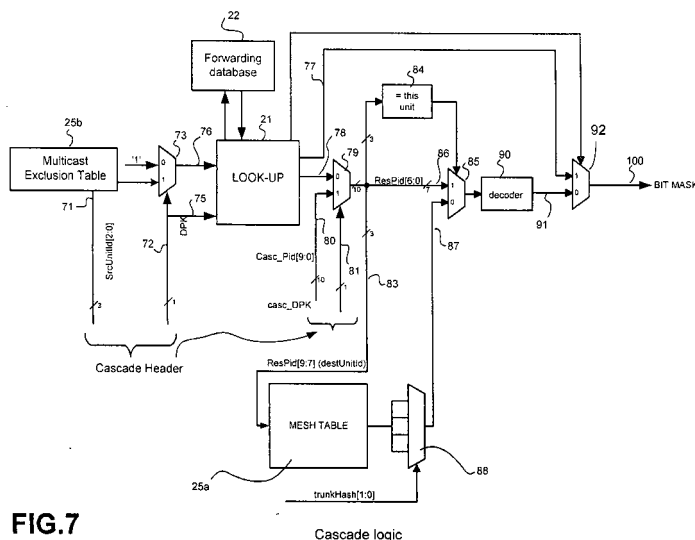 22
Forwarding
database
77
84
= this
unit
92
25b
73
76
21
78
79
3
'1'
0
1
Multicast
Exclusion Table
LOOK-UP
0
1
ResPid[6:0]
10
7
86
85
1
0
90
decoder
1
0
100
BIT MASK
71
75
DPK
72
SrcUnitId[2:0]
80
81
3
83
87
91
Casc_Pid[9:0]
10
1
casc_DPK
3
1
Cascade Header
ResPid[9:7] (destUnitId)
MESH TABLE
88
25a
trunkHash[1:0]
FIG.7
Cascade logic